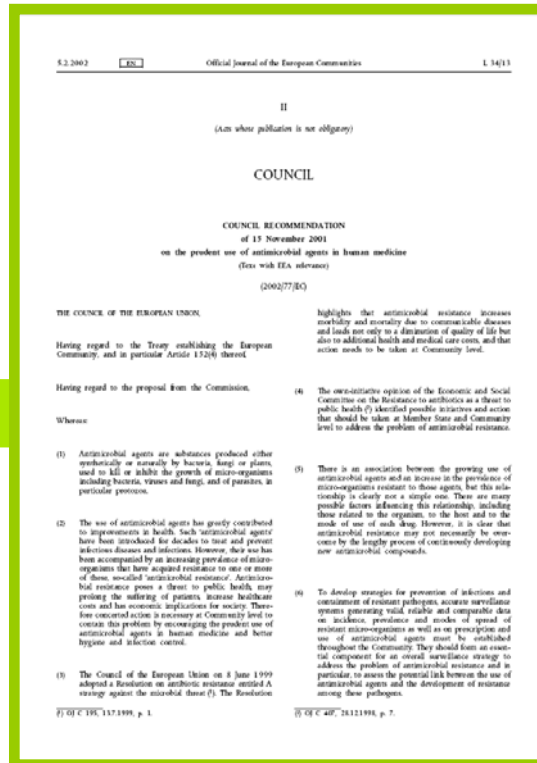 5.2.2002
EN
Official Journal of the European Communities
L 34/13
II
(Acts whose publication is not obligatory)
COUNCIL
COUNCIL RECOMMENDATION
of 15 November 2001
on the prudent use of antimicrobial agents in human medicine
(Text with EEA relevance)
(2002/77/EC)
THE COUNCIL OF THE EUROPEAN UNION,
Having regard to the Treaty establishing the European
Community, and in particular Article 152(4) thereof,
Having regard to the proposal from the Commission,
Whereas:
(1) Antimicrobial agents are substances produced either
synthetically or naturally by bacteria, fungi or plants,
used to kill or inhibit the growth of micro-organisms
including bacteria, viruses and fungi, and of parasites, in
particular protozoa.
(2) The use of antimicrobial agents has greatly contributed
to improvements in health. Such 'antimicrobial agents'
have been introduced for decades to treat and prevent
infectious diseases and infections. However, their use has
been accompanied by an increasing prevalence of micro-
organisms that have acquired resistance to one or more
of these, so-called 'antimicrobial resistance'. Antimicro-
bial resistance poses a threat to public health, may
prolong the suffering of patients, increase healthcare
costs and has economic implications for society. There-
fore concerted action is necessary at Community level to
contain this problem by encouraging the prudent use of
antimicrobial agents in human medicine and better
hygiene and infection control.
(3) The Council of the European Union on 8 June 1999
adopted a Resolution on antibiotic resistance entitled A
strategy against the microbial threat (¹). The Resolution
(¹) OJ C 195, 13.7.1999, p. 1.
highlights that antimicrobial resistance increases
morbidity and mortality due to communicable diseases
and leads not only to a diminution of quality of life but
also to additional health and medical care costs, and that
action needs to be taken at Community level.
(4) The own-initiative opinion of the Economic and Social
Committee on the Resistance to antibiotics as a threat to
public health (²) identified possible initiatives and action
that should be taken at Member State and Community
level to address the problem of antimicrobial resistance.
(5) There is an association between the growing use of
antimicrobial agents and an increase in the prevalence of
micro-organisms resistant to those agents, but this rela-
tionship is clearly not a simple one. There are many
possible factors influencing this relationship, including
those related to the organism, to the host and to the
mode of use of each drug. However, it is clear that
antimicrobial resistance may not necessarily be over-
come by the lengthy process of continuously developing
new antimicrobial compounds.
(6) To develop strategies for prevention of infections and
containment of resistant pathogens, accurate surveillance
systems generating valid, reliable and comparable data
on incidence, prevalence and modes of spread of
resistant micro-organisms as well as on prescription and
use of antimicrobial agents must be established
throughout the Community. They should form an essen-
tial component for an overall surveillance strategy to
address the problem of antimicrobial resistance and in
particular, to assess the potential link between the use of
antimicrobial agents and the development of resistance
among these pathogens.
(²) OJ C 407, 28.12.1998, p. 7.